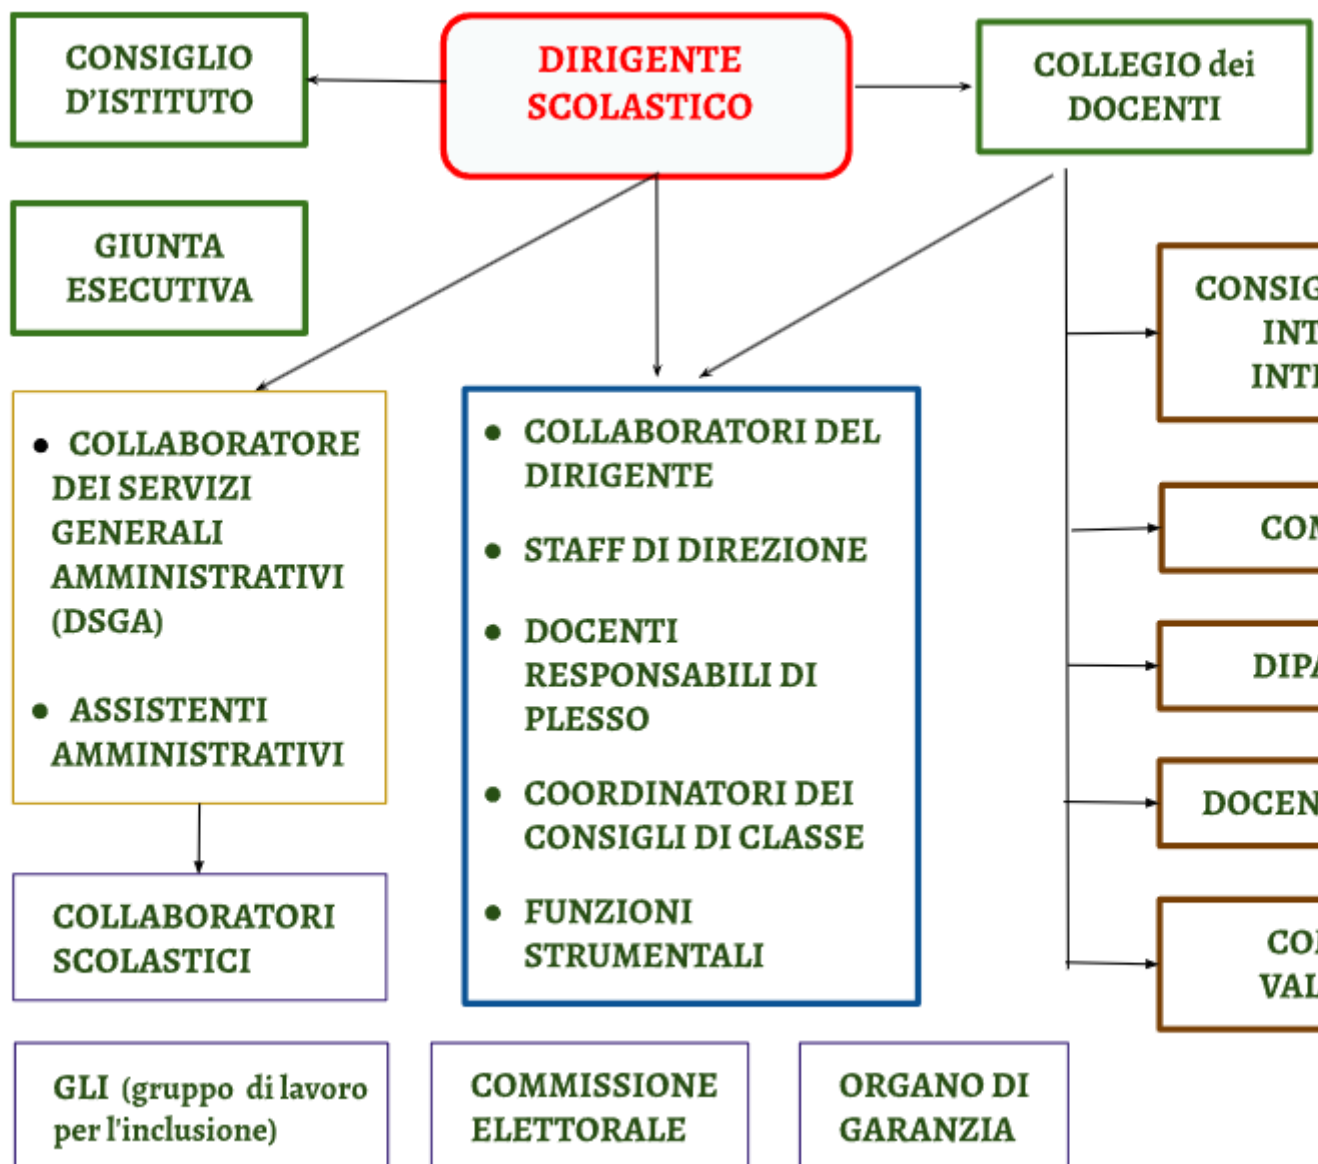 CONSIGLIO
D'ISTITUTO
DIRIGENTE
SCOLASTICO
COLLEGIO dei
DOCENTI
GIUNTA
ESECUTIVA
● COLLABORATORE
DEI SERVIZI
GENERALI
AMMINISTRATIVI
(DSGA)
● ASSISTENTI
AMMINISTRATIVI
● COLLABORATORI DEL
DIRIGENTE
● STAFF DI DIREZIONE
● DOCENTI
RESPONSABILI DI
PLESSO
● COORDINATORI DEI
CONSIGLI DI CLASSE
● FUNZIONI
STRUMENTALI
COLLABORATORI
SCOLASTICI
GLI (gruppo di lavoro
per l'inclusione)
COMMISSIONE
ELETTORALE
ORGANO DI
GARANZIA